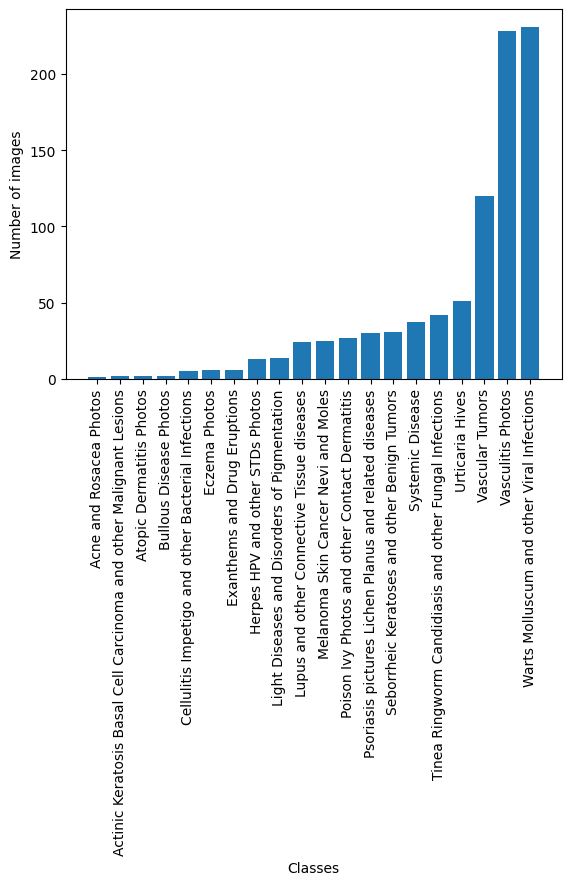 Number of images
200
150
100
50
0
Acne and Rosacea Photos
Actinic Keratosis Basal Cell Carcinoma and other Malignant Lesions
Atopic Dermatitis Photos
Bullous Disease Photos
Cellulitis Impetigo and other Bacterial Infections
Eczema Photos
Exanthems and Drug Eruptions
Herpes HPV and other STDs Photos
Light Diseases and Disorders of Pigmentation
Lupus and other Connective Tissue diseases
Melanoma Skin Cancer Nevi and Moles
Poison Ivy Photos and other Contact Dermatitis
Psoriasis pictures Lichen Planus and related diseases
Seborrheic Keratoses and other Benign Tumors
Systemic Disease
Tinea Ringworm Candidiasis and other Fungal Infections
Urticaria Hives
Vascular Tumors
Vasculitis Photos
Warts Molluscum and other Viral Infections
Classes